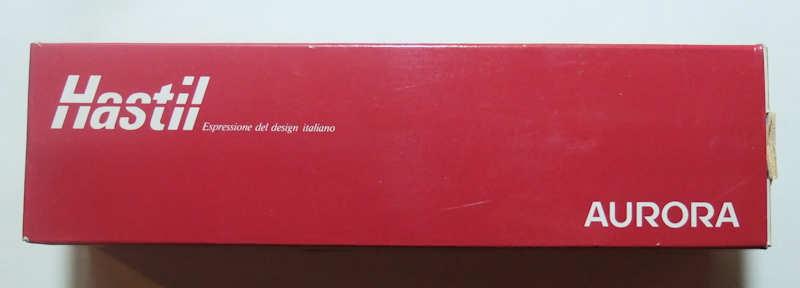 Hastil
Espressione del design italiano
AURORA